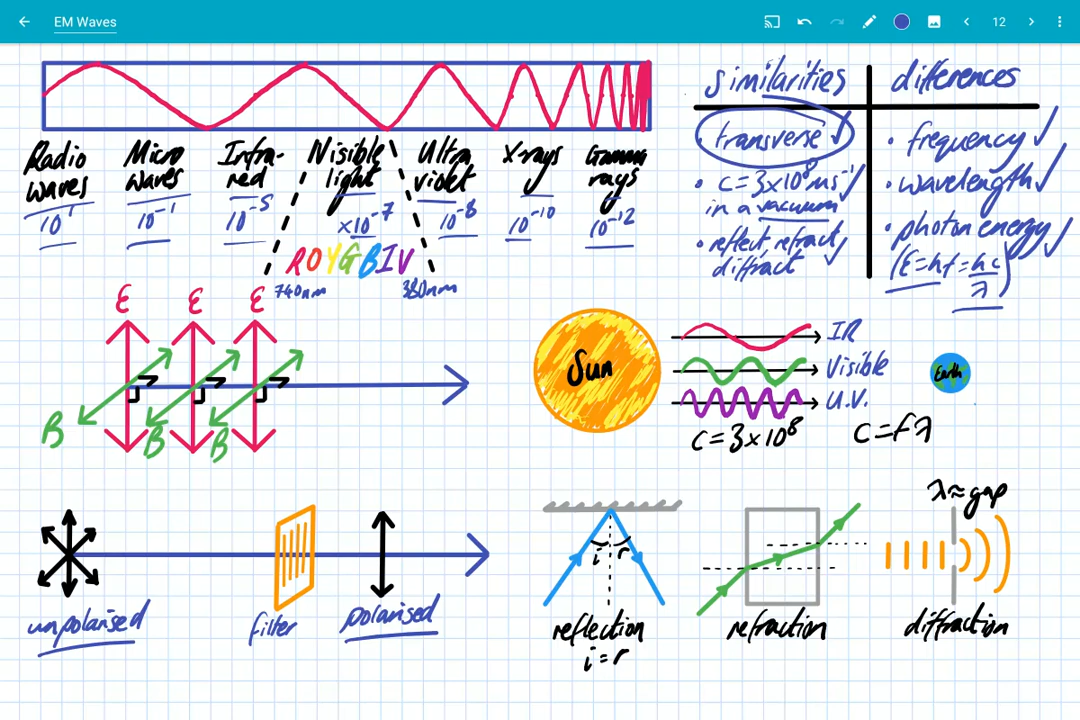 EM Waves
12
Radio waves
10¹
Micro waves
10⁻¹
Infra-red
10⁻⁵
Visible light
×10⁻⁷
Ultra violet
10⁻⁸
X-rays
10⁻¹⁰
Gamma rays
10⁻¹²
ROYGBIV
740nm
380nm
similarities
differences
transverse ✓
• c = 3×10⁸ ms⁻¹ ✓
in a vacuum
• reflect, refract, ✓
diffract
• frequency ✓
• wavelength ✓
• photon energy ✓
(E=hf=hc/λ)
E
E
E
B
B
B
Sun
IR
Visible
U.V.
Earth
c = 3×10⁸
c = fλ
unpolarised
filter
polarised
i
r
reflection
i = r
refraction
λ≈gap
diffraction